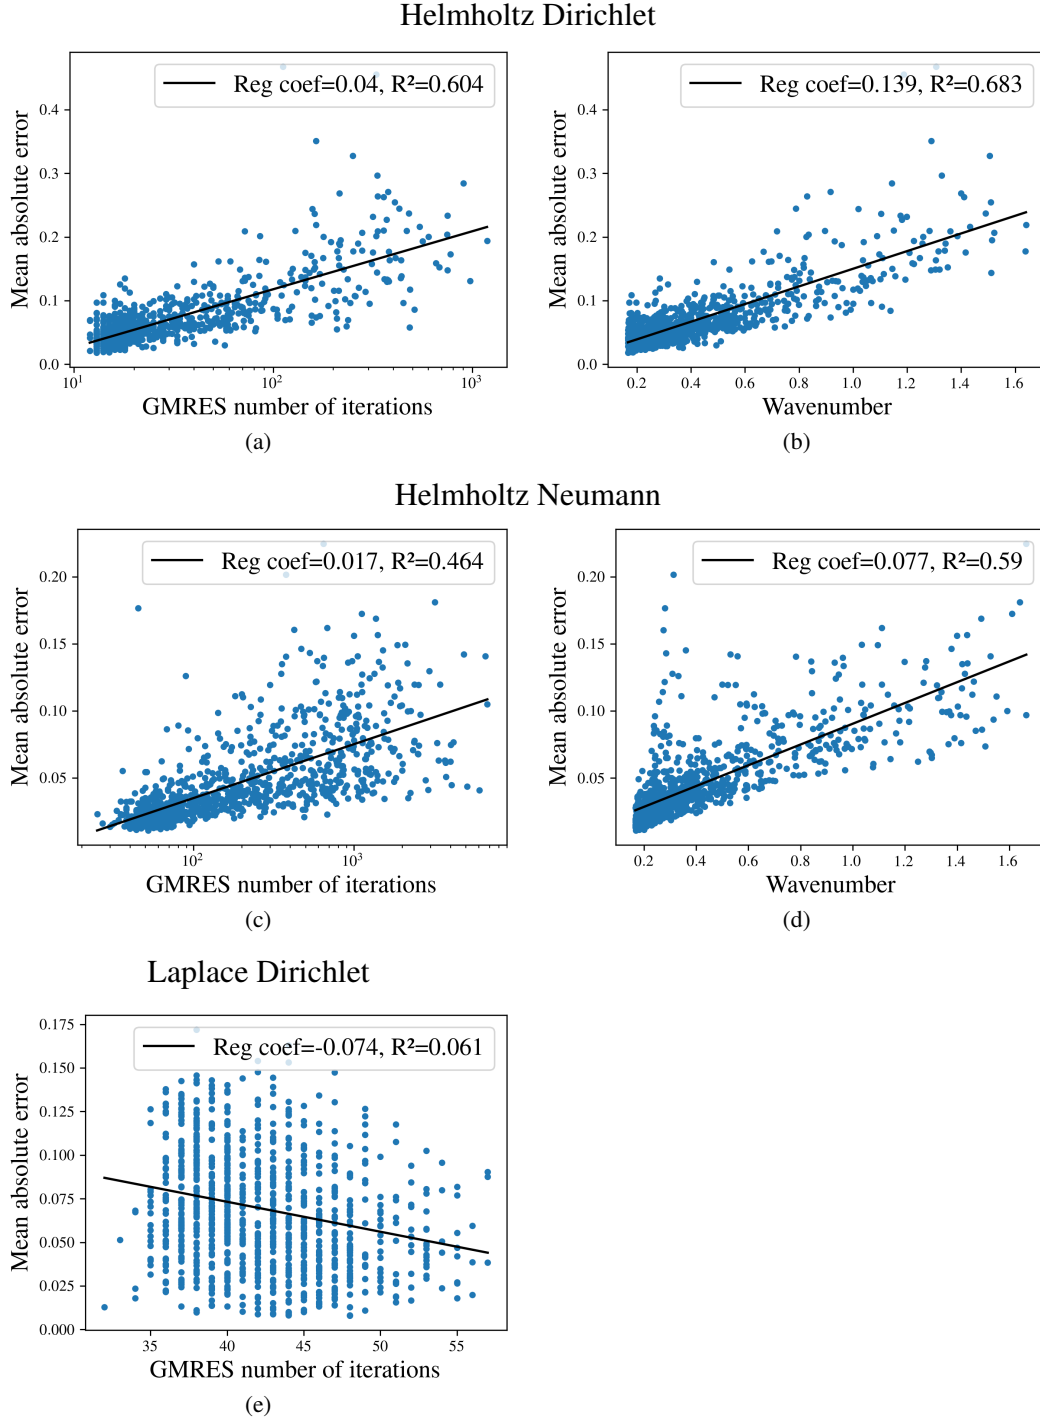 Helmholtz Dirichlet
Reg coef=0.04, R²=0.604
Mean absolute error
0.4
0.3
0.2
0.1
0.0
10¹
10²
10³
GMRES number of iterations
(a)
Reg coef=0.139, R²=0.683
Mean absolute error
0.4
0.3
0.2
0.1
0.0
0.2
0.4
0.6
0.8
1.0
1.2
1.4
1.6
Wavenumber
(b)
Helmholtz Neumann
Reg coef=0.017, R²=0.464
Mean absolute error
0.20
0.15
0.10
0.05
10²
10³
GMRES number of iterations
(c)
Reg coef=0.077, R²=0.59
Mean absolute error
0.20
0.15
0.10
0.05
0.2
0.4
0.6
0.8
1.0
1.2
1.4
1.6
Wavenumber
(d)
Laplace Dirichlet
Reg coef=-0.074, R²=0.061
Mean absolute error
0.175
0.150
0.125
0.100
0.075
0.050
0.025
0.000
35
40
45
50
55
GMRES number of iterations
(e)